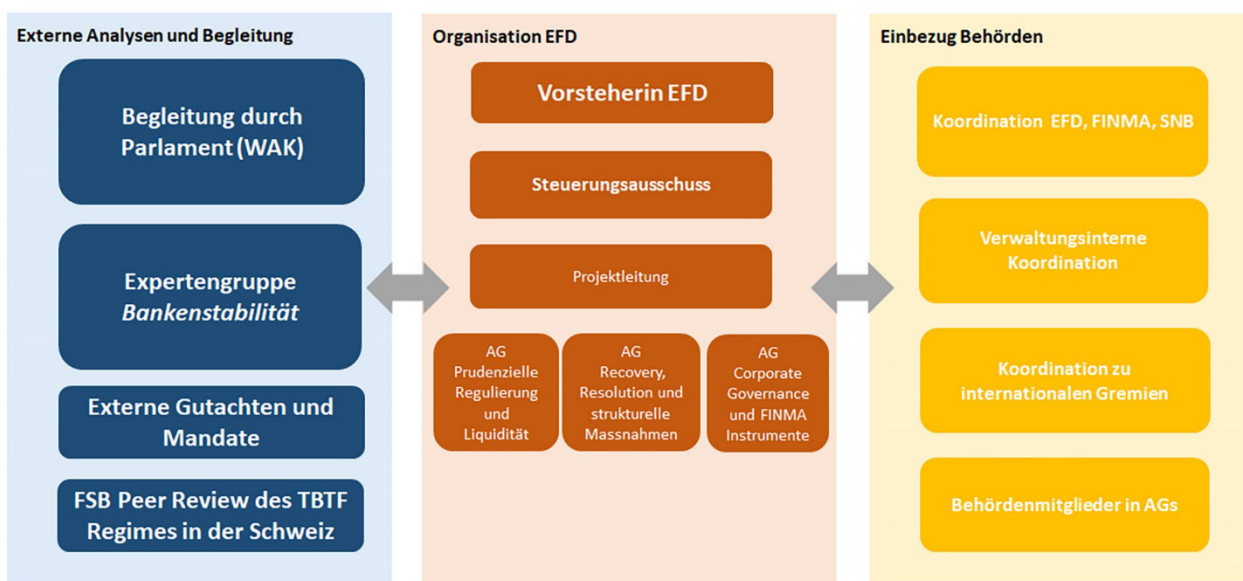 Externe Analysen und Begleitung
Begleitung durch
Parlament (WAK)
Expertengruppe
Bankenstabilität
Externe Gutachten und
Mandate
FSB Peer Review des TBTF
Regimes in der Schweiz
Organisation EFD
Vorsteherin EFD
Steuerungsausschuss
Projektleitung
AG
Prudenzielle
Regulierung
und
Liquidität
AG
Recovery,
Resolution und
strukturelle
Massnahmen
AG
Corporate
Governance
und FINMA
Instrumente
Einbezug Behörden
Koordination EFD, FINMA, SNB
Verwaltungsinterne
Koordination
Koordination zu
internationalen Gremien
Behördenmitglieder in AGs